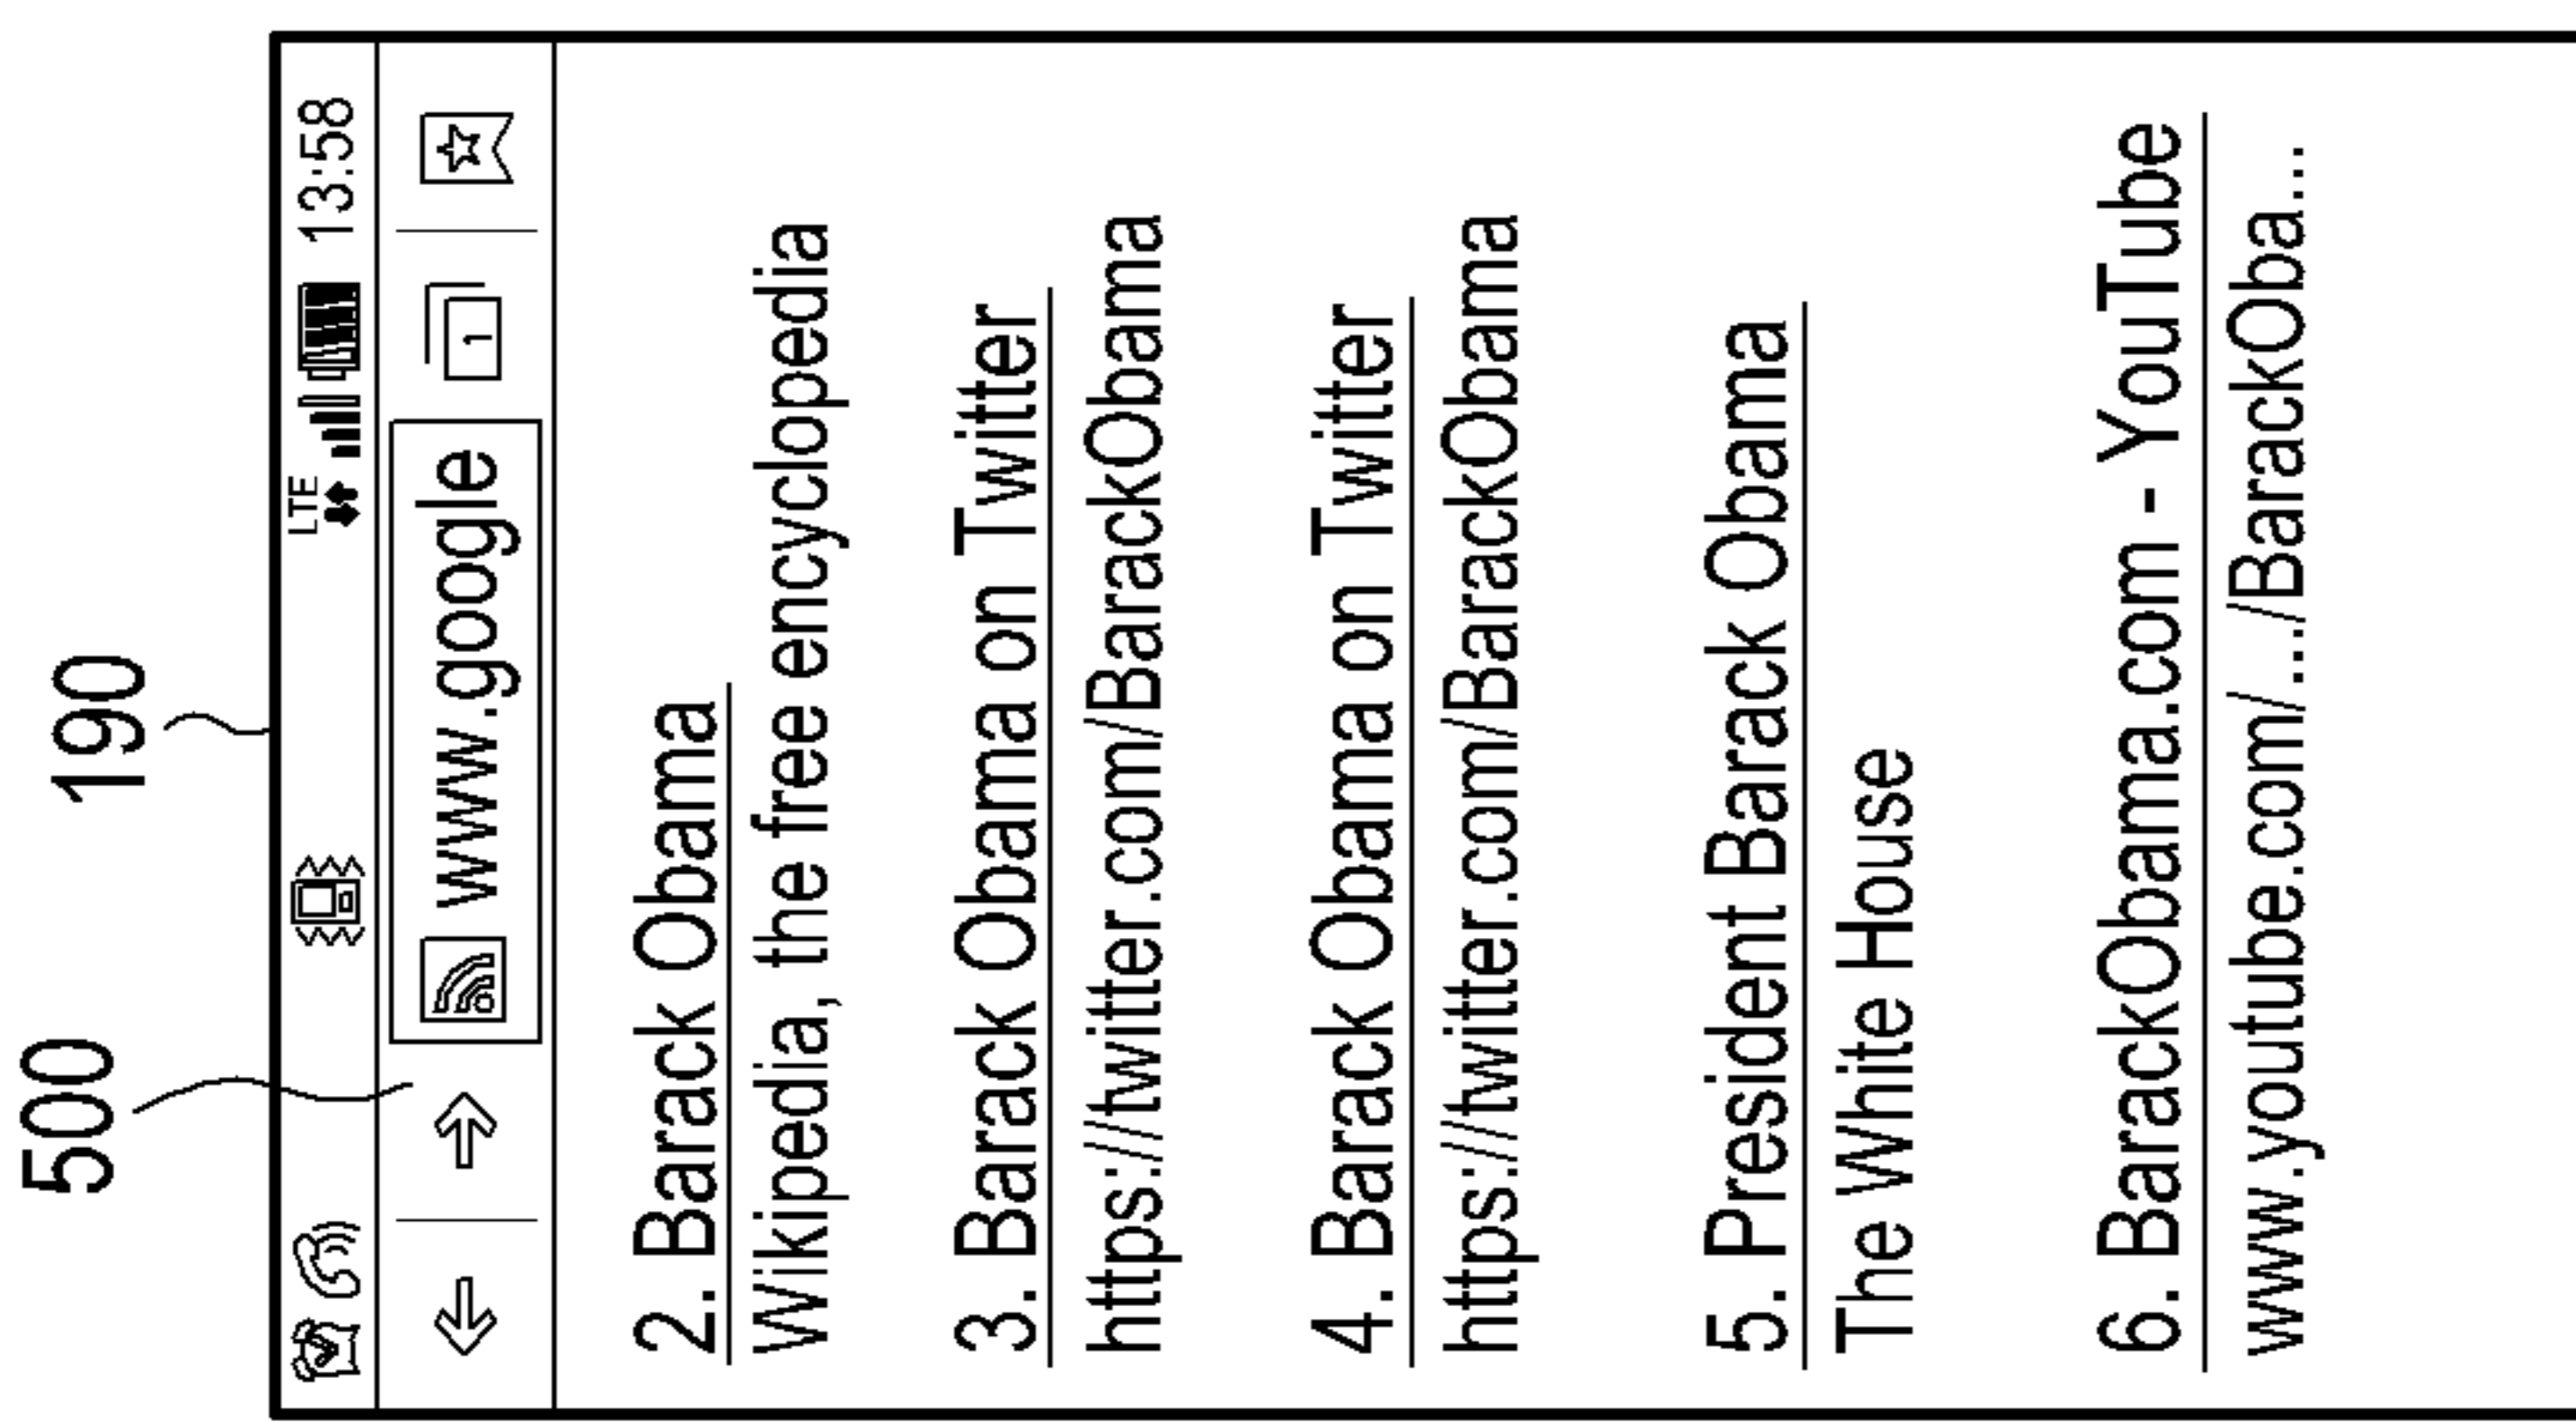 500
190
LTE
13:58
www.google
1
2. Barack Obama
Wikipedia, the free encyclopedia
3. Barack Obama on Twitter
https://twitter.com/BarackObama
4. Barack Obama on Twitter
https://twitter.com/BarackObama
5. President Barack Obama
The White House
6. BarackObama.com - YouTube
www.youtube.com/..../BarackOba...